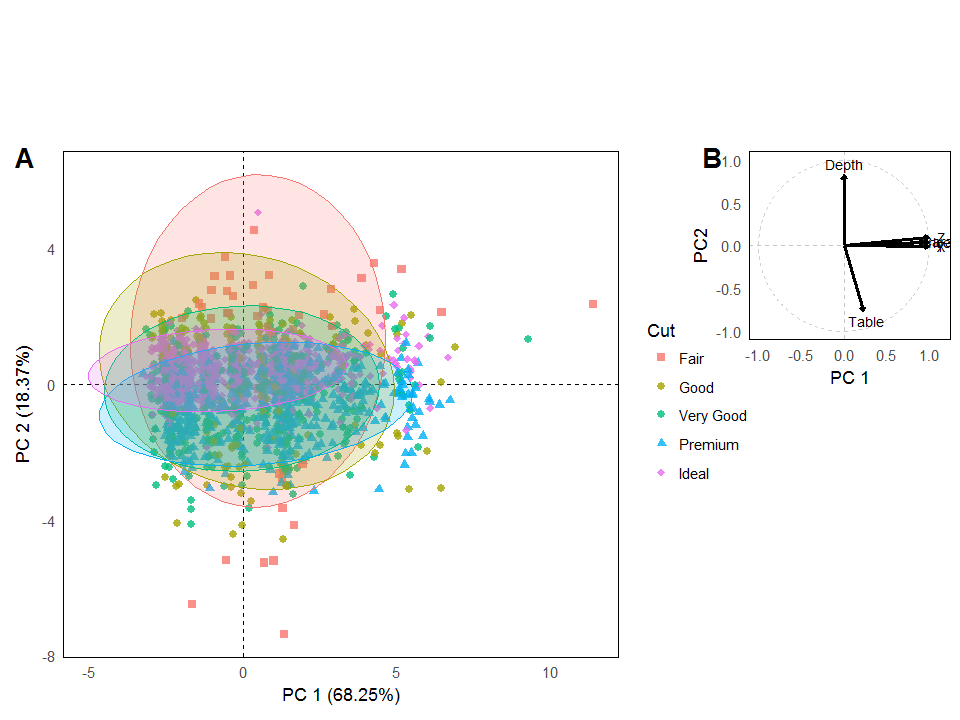 A
4
0
-4
-8
-5
0
5
10
PC 1 (68.25%)
PC 2 (18.37%)
B
1.0
0.5
0.0
-0.5
-1.0
-1.0
-0.5
0.0
0.5
1.0
PC 1
PC2
Depth
Z
Table
Cut
Fair
Good
Very Good
Premium
Ideal